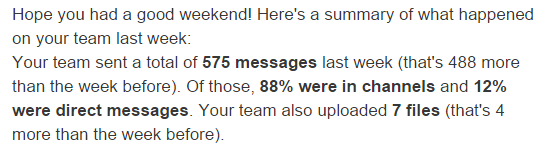 Hope you had a good weekend! Here's a summary of what happened
on your team last week:
Your team sent a total of 575 messages last week (that's 488 more
than the week before). Of those, 88% were in channels and 12%
were direct messages. Your team also uploaded 7 files (that's 4
more than the week before).